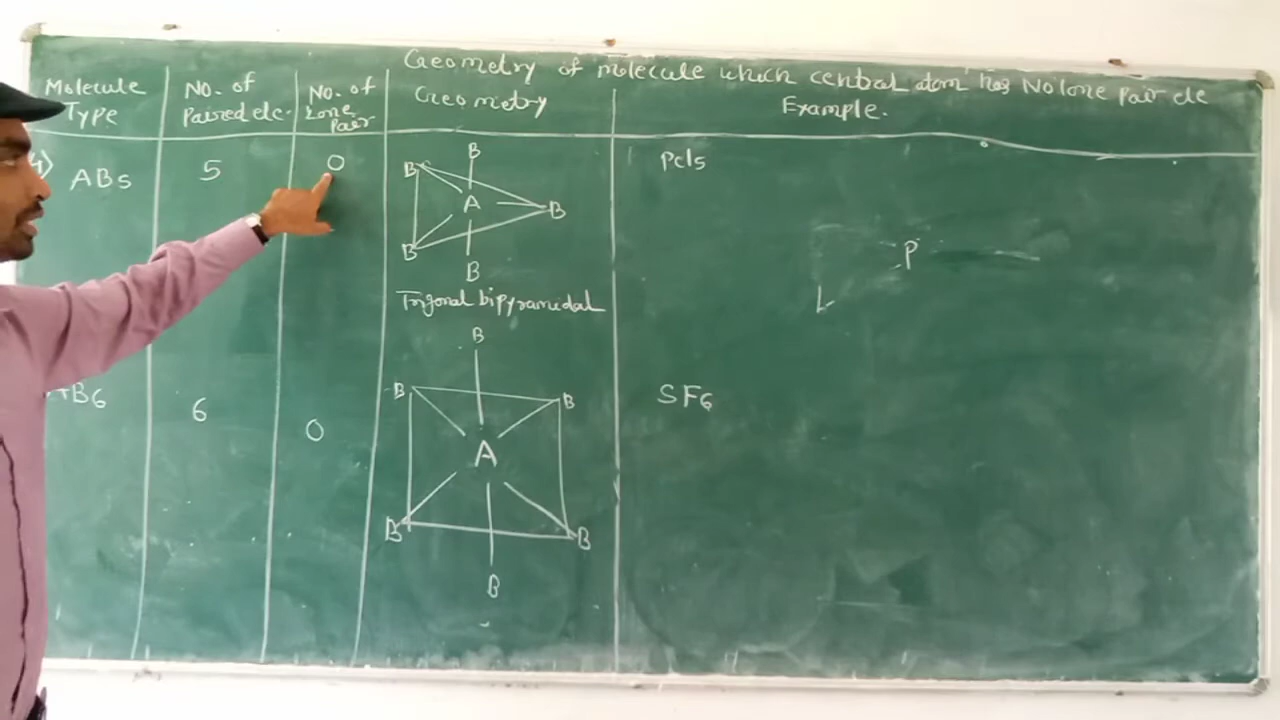 Geometry of molecule which central atom has No lone Pair ele
Molecule Type
No. of Paired ele.
No. of Lone Pair
Geometry
Example.
4) AB5
5
0
B
B
A
B
B
B
Trigonal bipyramidal
PCl5
P
AB6
6
0
B
B
B
A
B
B
B
SF6